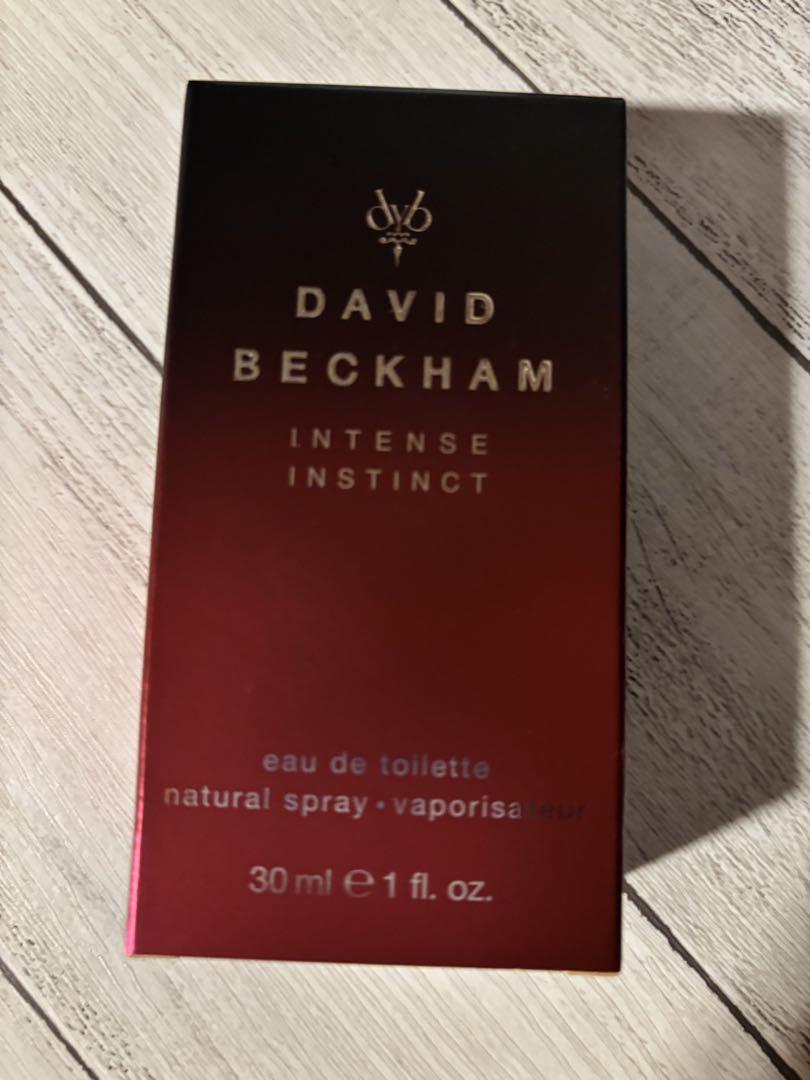 dvb
DAVID
BECKHAM
INTENSE
INSTINCT
eau de toilette
natural spray • vaporisateur
30 ml ℮ 1 fl. oz.